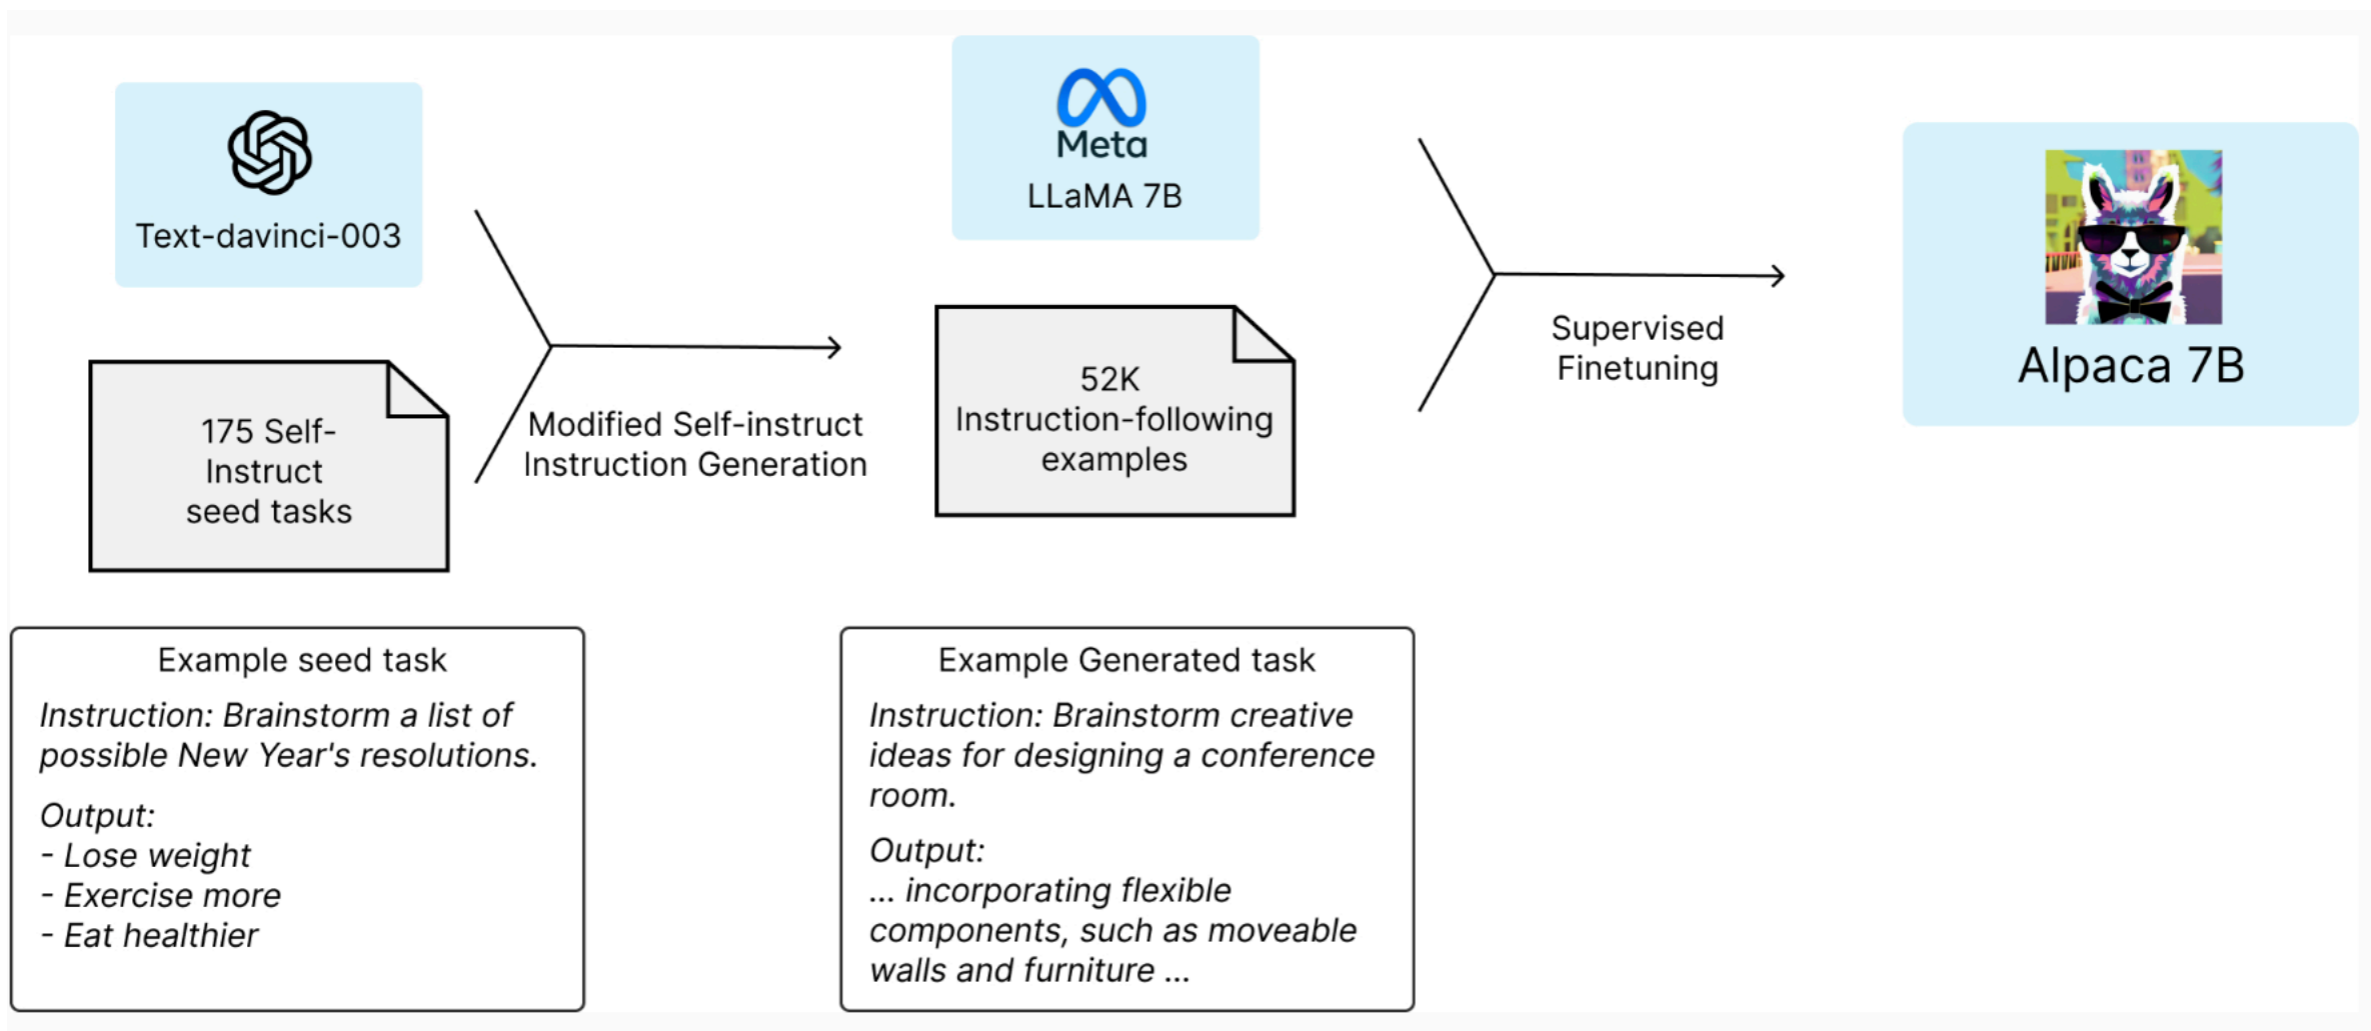 Text-davinci-003
175 Self-
Instruct
seed tasks
Modified Self-instruct
Instruction Generation
Meta
LLaMA 7B
52K
Instruction-following
examples
Supervised
Finetuning
Alpaca 7B
Example seed task
Instruction: Brainstorm a list of
possible New Year's resolutions.
Output:
- Lose weight
- Exercise more
- Eat healthier
Example Generated task
Instruction: Brainstorm creative
ideas for designing a conference
room.
Output:
... incorporating flexible
components, such as moveable
walls and furniture ...